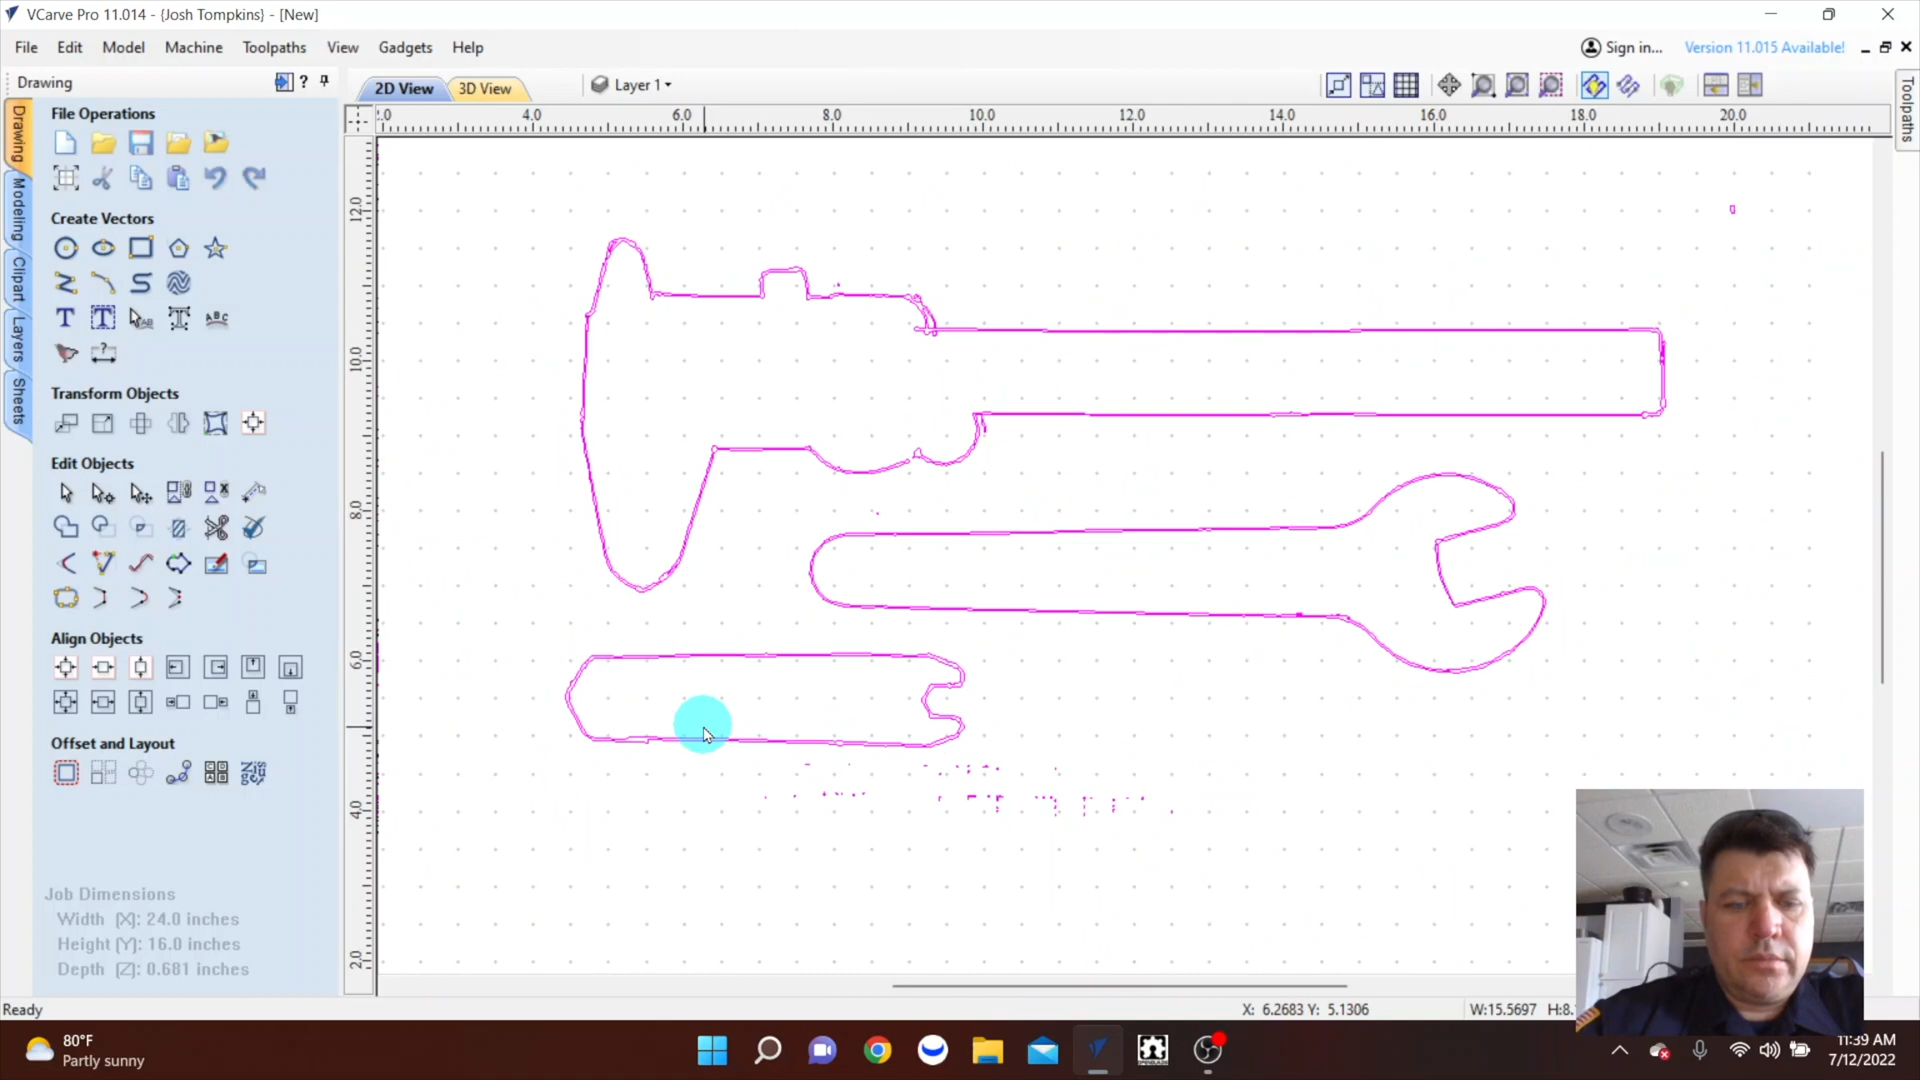 VCarve Pro 11.014 - {Josh Tompkins} - [New]
File Edit Model Machine Toolpaths View Gadgets Help
Sign in... Version 11.015 Available!
Drawing
?
2D View 3D View Layer 1
Toolpaths
Drawing
Modeling
Clipart
Layers
Sheets
File Operations
Create Vectors
Transform Objects
Edit Objects
Align Objects
Offset and Layout
4.0 6.0 8.0 10.0 12.0 14.0 16.0 18.0 20.0
12.0
10.0
8.0
6.0
4.0
2.0
Job Dimensions
Width (X): 24.0 inches
Height (Y): 16.0 inches
Depth (Z): 0.681 inches
Ready
X: 6.2683 Y: 5.1306
W:15.5697 H:8.
80°F
Partly sunny
11:39 AM
7/12/2022